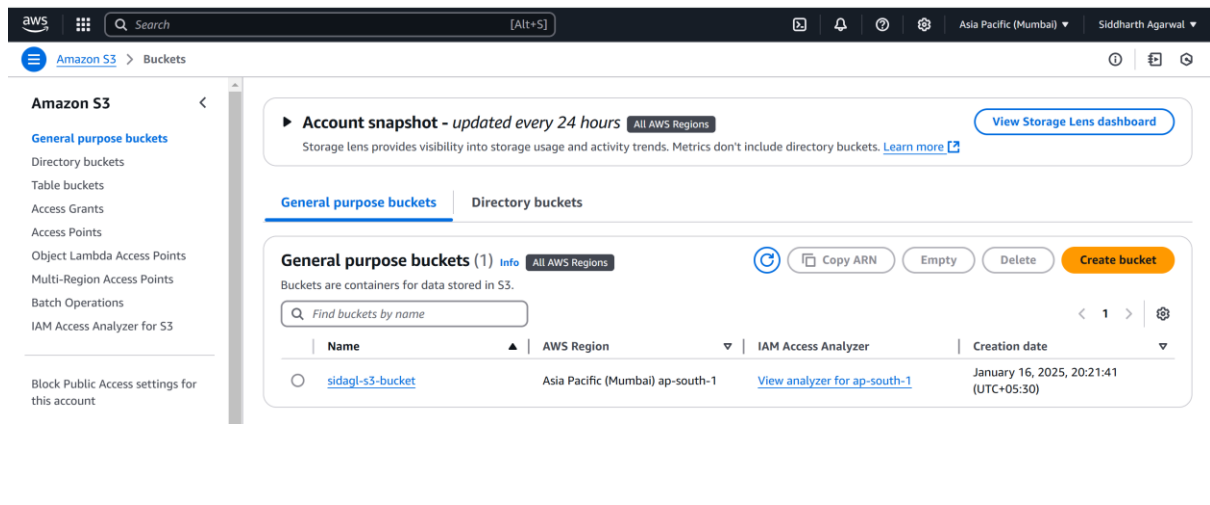 aws Search [Alt+S] Asia Pacific (Mumbai) ▼ Siddharth Agarwal ▼
Amazon S3 > Buckets
Amazon S3
General purpose buckets
Directory buckets
Table buckets
Access Grants
Access Points
Object Lambda Access Points
Multi-Region Access Points
Batch Operations
IAM Access Analyzer for S3
Block Public Access settings for
this account
Account snapshot - updated every 24 hours All AWS Regions
View Storage Lens dashboard
Storage lens provides visibility into storage usage and activity trends. Metrics don't include directory buckets. Learn more
General purpose buckets Directory buckets
General purpose buckets (1) Info All AWS Regions
Copy ARN Empty Delete Create bucket
Buckets are containers for data stored in S3.
Find buckets by name
< 1 >
Name AWS Region IAM Access Analyzer Creation date
sidagl-s3-bucket Asia Pacific (Mumbai) ap-south-1 View analyzer for ap-south-1 January 16, 2025, 20:21:41
(UTC+05:30)